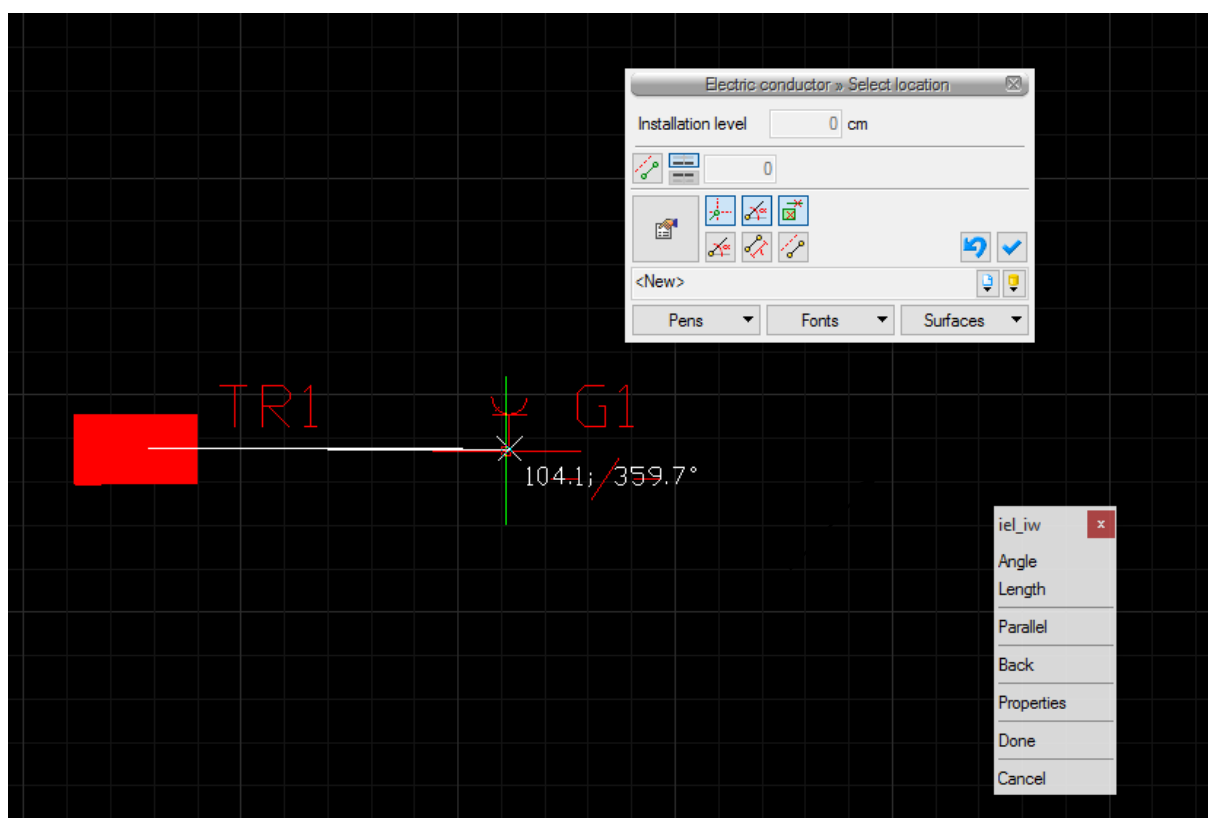 Electric conductor » Select location
Installation level 0 cm
0
<New>
Pens Fonts Surfaces
TR1 G1
104.1; 359.7°
iel_iw x
Angle
Length
Parallel
Back
Properties
Done
Cancel